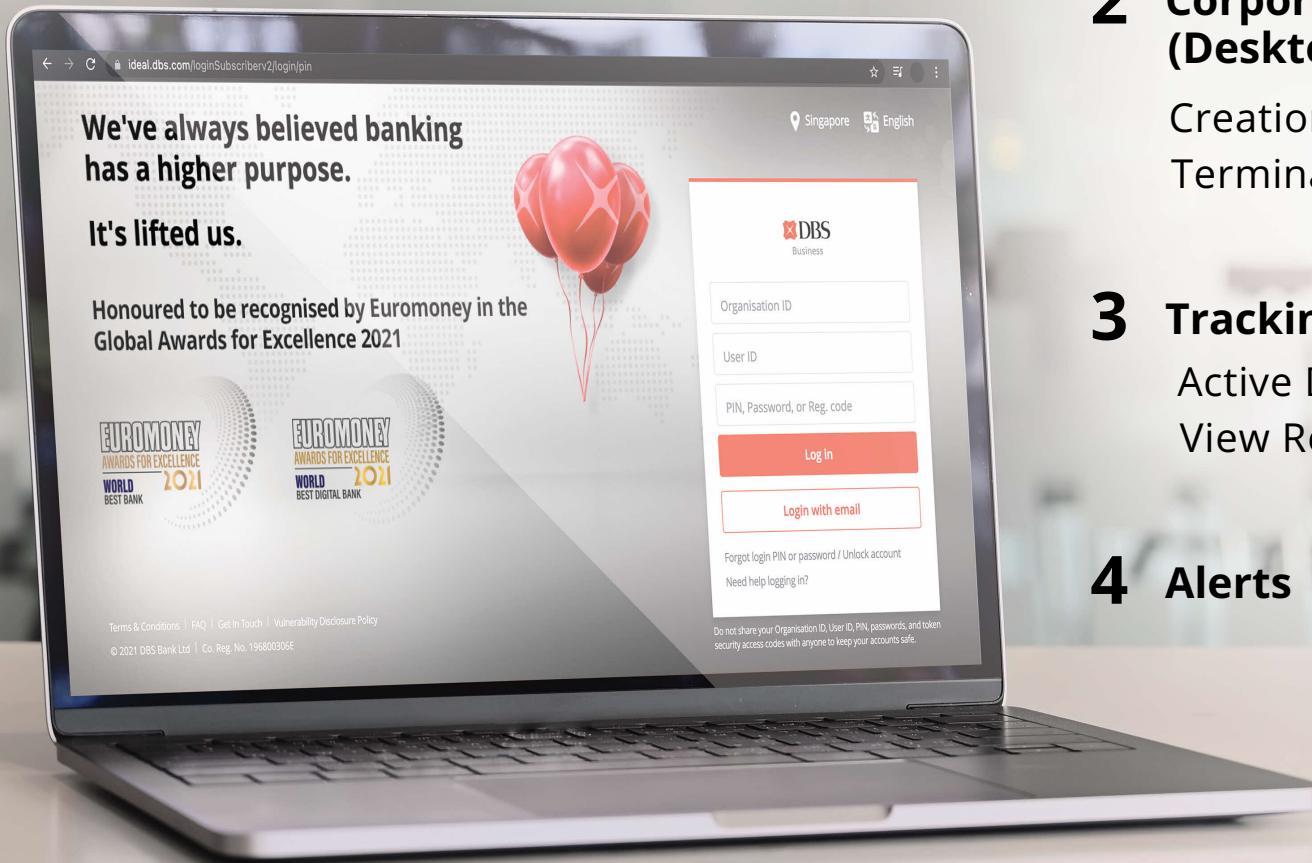 ideal.dbs.com/loginSubscriberv2/login/pin
We've always believed banking
has a higher purpose.
It's lifted us.
Honoured to be recognised by Euromoney in the
Global Awards for Excellence 2021
EUROMONEY
AWARDS FOR EXCELLENCE
2021
WORLD
BEST BANK
EUROMONEY
AWARDS FOR EXCELLENCE
2021
WORLD
BEST DIGITAL BANK
Terms & Conditions | FAQ | Get In Touch | Vulnerability Disclosure Policy
© 2021 DBS Bank Ltd | Co. Reg. No. 196800306E
Singapore English
DBS
Business
Organisation ID
User ID
PIN, Password, or Reg. code
Log in
Login with email
Forgot login PIN or password / Unlock account
Need help logging in?
Do not share your Organisation ID, User ID, PIN, passwords, and token
security access codes with anyone to keep your accounts safe.
2 Corpor
(Deskt
Creation
Termina
3 Trackin
Active
View Re
4 Alerts